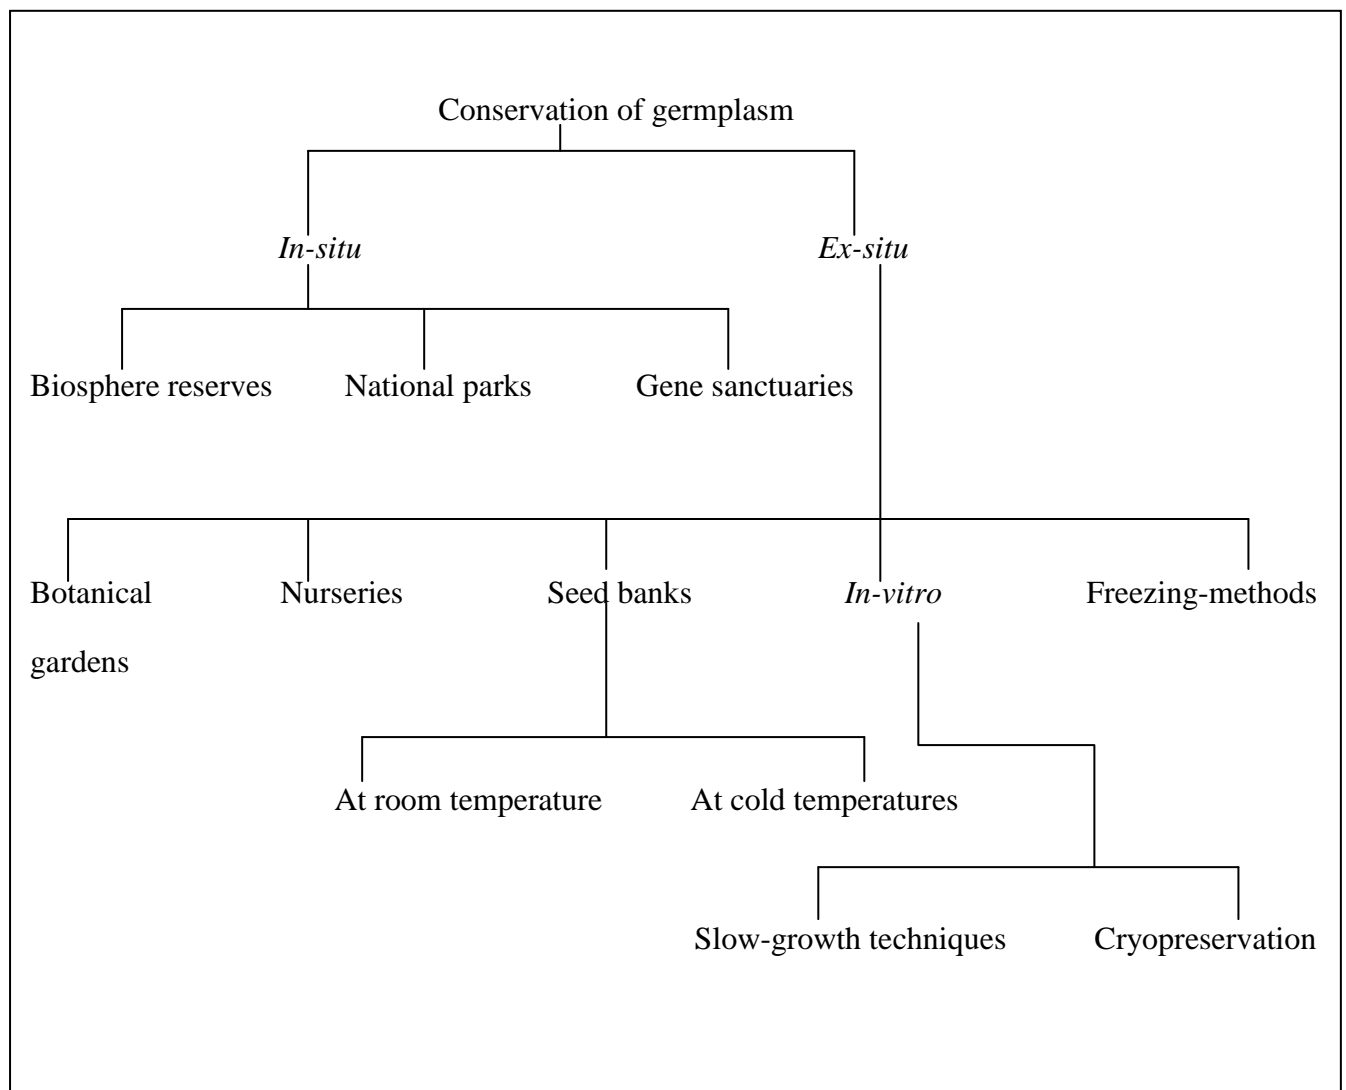 Conservation of germplasm
In-situ Ex-situ
Biosphere reserves National parks Gene sanctuaries
Botanical Nurseries Seed banks In-vitro Freezing-methods
gardens
At room temperature At cold temperatures
Slow-growth techniques Cryopreservation